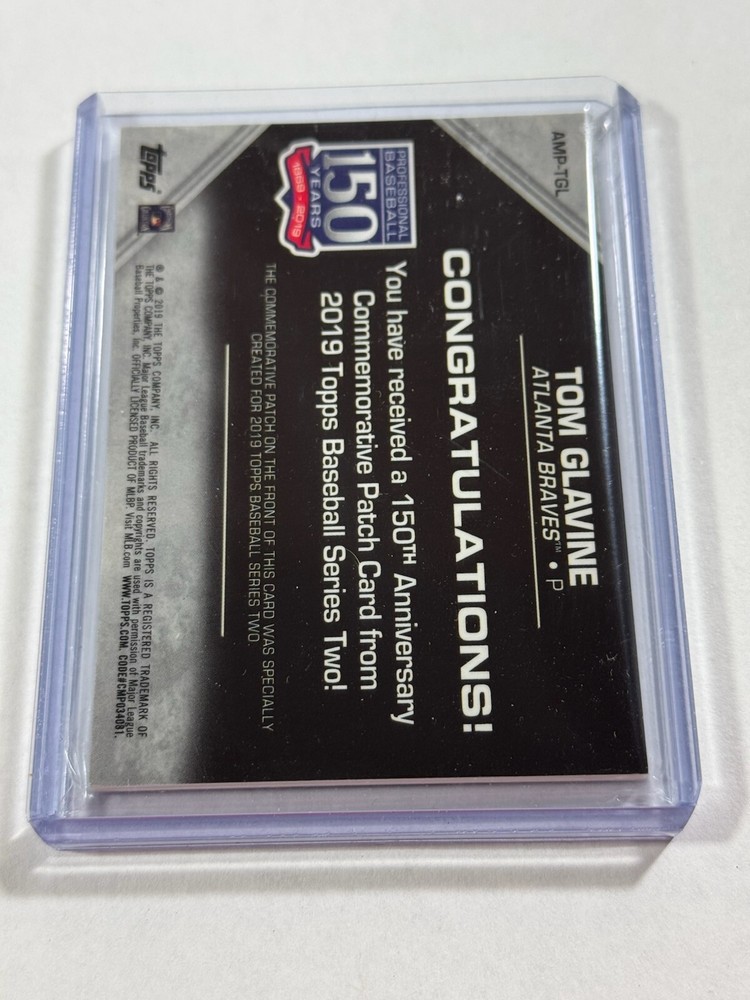 AMP-TGL
TOM GLAVINE
ATLANTA BRAVES™ • P
CONGRATULATIONS!
You have received a 150TH Anniversary
Commemorative Patch Card from
2019 Topps Baseball Series Two!
THE COMMEMORATIVE PATCH ON THE FRONT OF THIS CARD WAS SPECIALLY
CREATED FOR 2019 TOPPS BASEBALL SERIES TWO.
PROFESSIONAL
BASEBALL
150
YEARS
1869 - 2019
topps
® & © 2019 THE TOPPS COMPANY, INC. ALL RIGHTS RESERVED. TOPPS IS A REGISTERED TRADEMARK OF
THE TOPPS COMPANY, INC. Major League Baseball trademarks and copyrights are used with permission of Major League
Baseball Properties, Inc. OFFICIALLY LICENSED PRODUCT OF MLBP. Visit MLB.com WWW.TOPPS.COM. CODE#CMP034081.